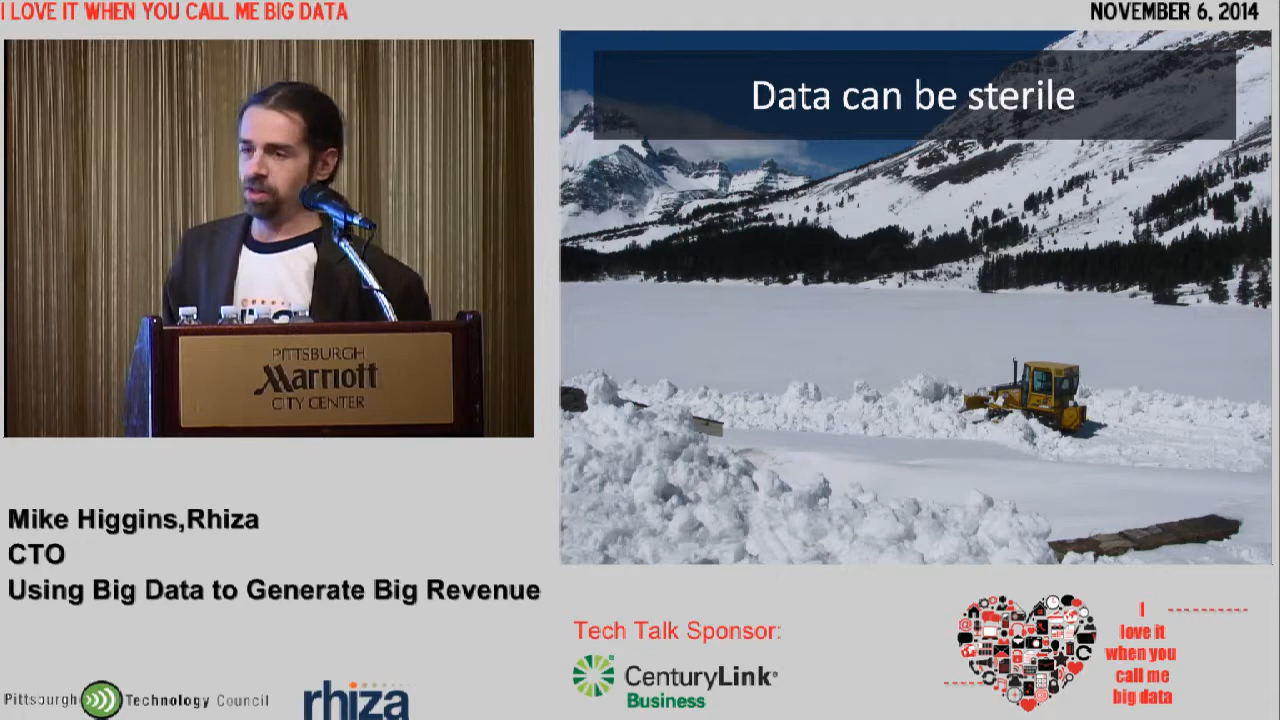 I LOVE IT WHEN YOU CALL ME BIG DATA
NOVEMBER 6, 2014
Data can be sterile
PITTSBURGH
Marriott
CITY CENTER
Mike Higgins,Rhiza
CTO
Using Big Data to Generate Big Revenue
Tech Talk Sponsor:
CenturyLink®
Business
Pittsburgh Technology Council
rhiza
I
love it
when you
call me
big data